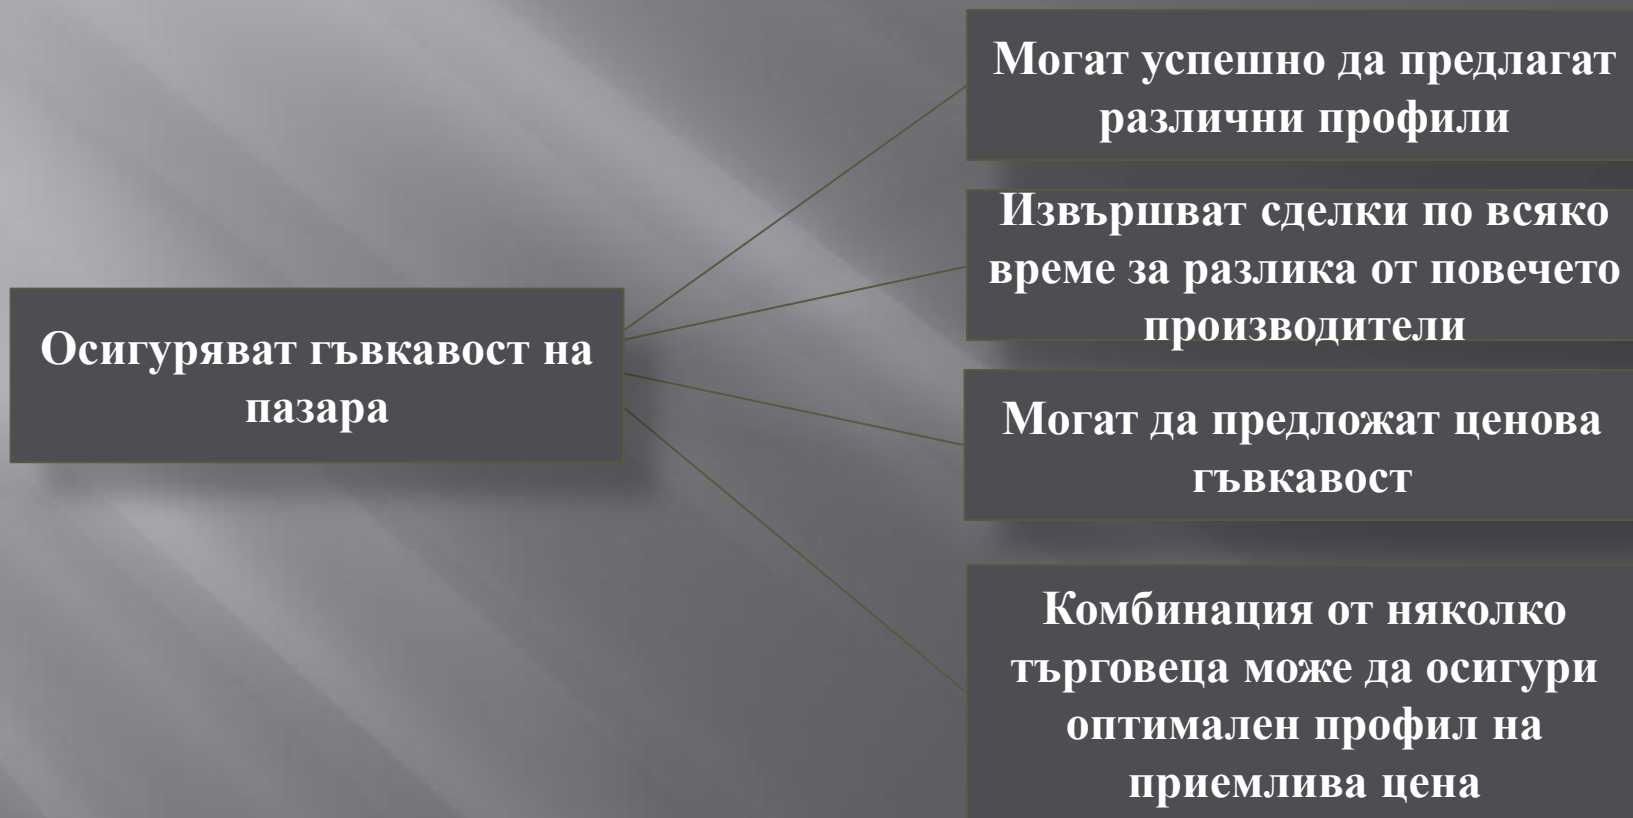 Осигуряват гъвкавост на
пазара
Могат успешно да предлагат
различни профили
Извършват сделки по всяко
време за разлика от повечето
производители
Могат да предложат ценова
гъвкавост
Комбинация от няколко
търговеца може да осигури
оптимален профил на
приемлива цена